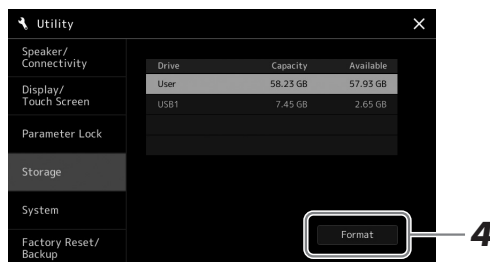 Utility
Speaker/
Connectivity
Display/
Touch Screen
Parameter Lock
Storage
System
Factory Reset/
Backup
Drive Capacity Available
User 58.23 GB 57.93 GB
USB1 7.45 GB 2.65 GB
Format
4